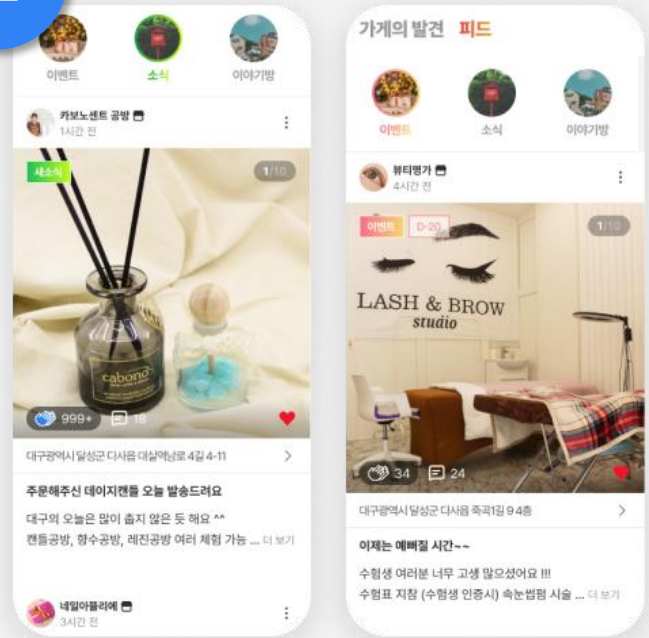 이벤트
소식
이야기방
카보노센트 공방
1시간 전
새소식
1/10
cabono
999+
18
대구광역시 달성군 다사읍 대실역남로 4길 4-11
주문해주신 데이지캔들 오늘 발송드려요
대구의 오늘은 많이 춥지 않은 듯 해요 ^^
캔들공방, 향수공방, 레진공방 여러 체험 가능 ... 더 보기
네일아뜰리에
3시간 전
가게의 발견 피드
이벤트
소식
이야기방
뷰티명가
4시간 전
이벤트
D-20
1/10
LASH & BROW
studio
34
24
대구광역시 달성군 다사읍 죽곡1길 9 4층
이제는 예뻐질 시간~~
수험생 여러분 너무 고생 많으셨어요 !!!
수험표 지참 (수험생 인증시) 속눈썹펌 시술 ... 더 보기